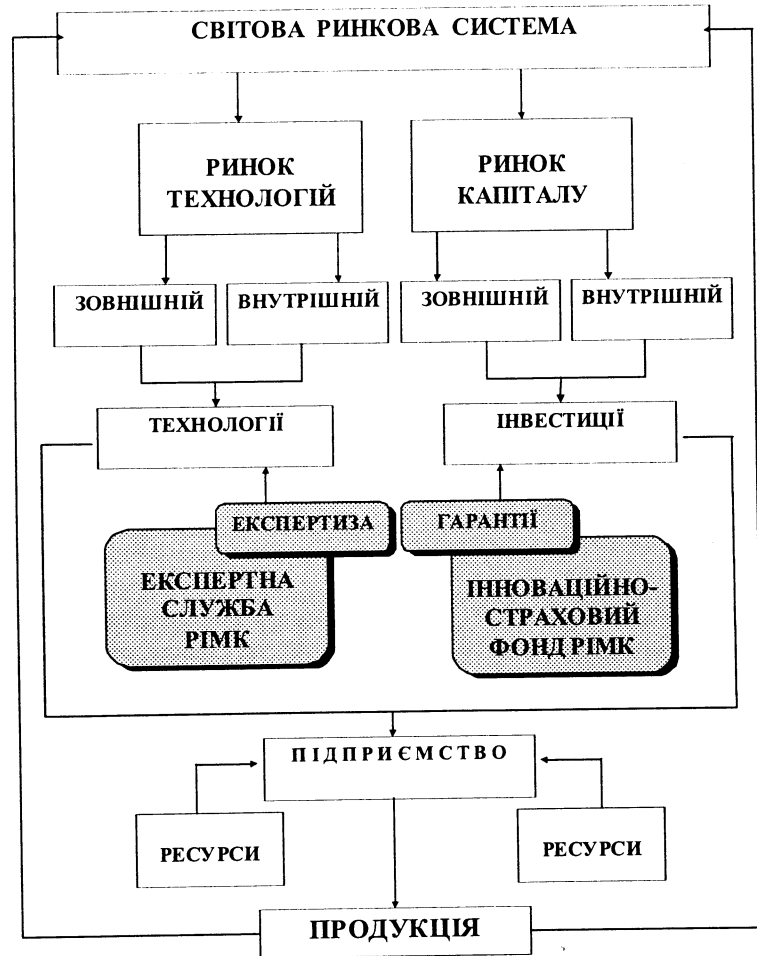 СВІТОВА РИНКОВА СИСТЕМА
РИНОК
ТЕХНОЛОГІЙ
РИНОК
КАПІТАЛУ
ЗОВНІШНІЙ
ВНУТРІШНІЙ
ЗОВНІШНІЙ
ВНУТРІШНІЙ
ТЕХНОЛОГІЇ
ІНВЕСТИЦІЇ
ЕКСПЕРТИЗА
ГАРАНТІЇ
ЕКСПЕРТНА
СЛУЖБА
РІМК
ІННОВАЦІЙНО-
СТРАХОВИЙ
ФОНД РІМК
ПІДПРИЄМСТВО
РЕСУРСИ
РЕСУРСИ
ПРОДУКЦІЯ